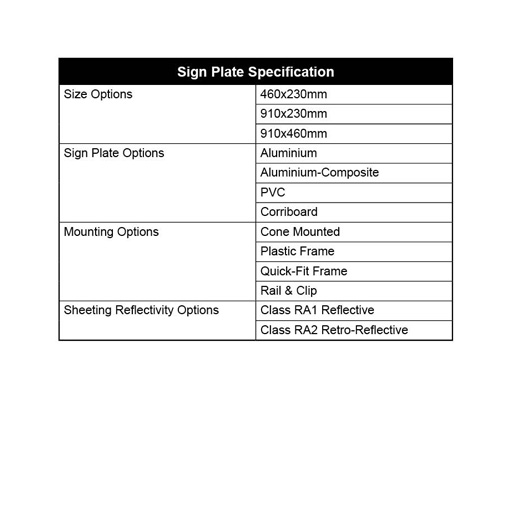 Sign Plate Specification
Size Options
460x230mm
910x230mm
910x460mm
Sign Plate Options
Aluminium
Aluminium-Composite
PVC
Corriboard
Mounting Options
Cone Mounted
Plastic Frame
Quick-Fit Frame
Rail & Clip
Sheeting Reflectivity Options
Class RA1 Reflective
Class RA2 Retro-Reflective